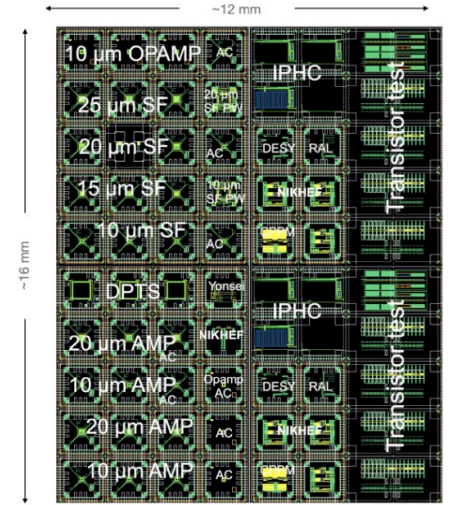 ~12 mm
~16 mm
10 µm OPAMP
AC
IPHC
Transistor test
25 µm SF
20 µm
SF PW
20 µm SF
AC
DESY
RAL
15 µm SF
10 µm
SF PW
NIKHEF
10 µm SF
AC
CPPM
DPTS
Yonsei
IPHC
Transistor test
20 µm AMP
AC
NIKHEF
10 µm AMP
AC
Opamp
AC
DESY
RAL
20 µm AMP
AC
NIKHEF
10 µm AMP
AC
CPPM